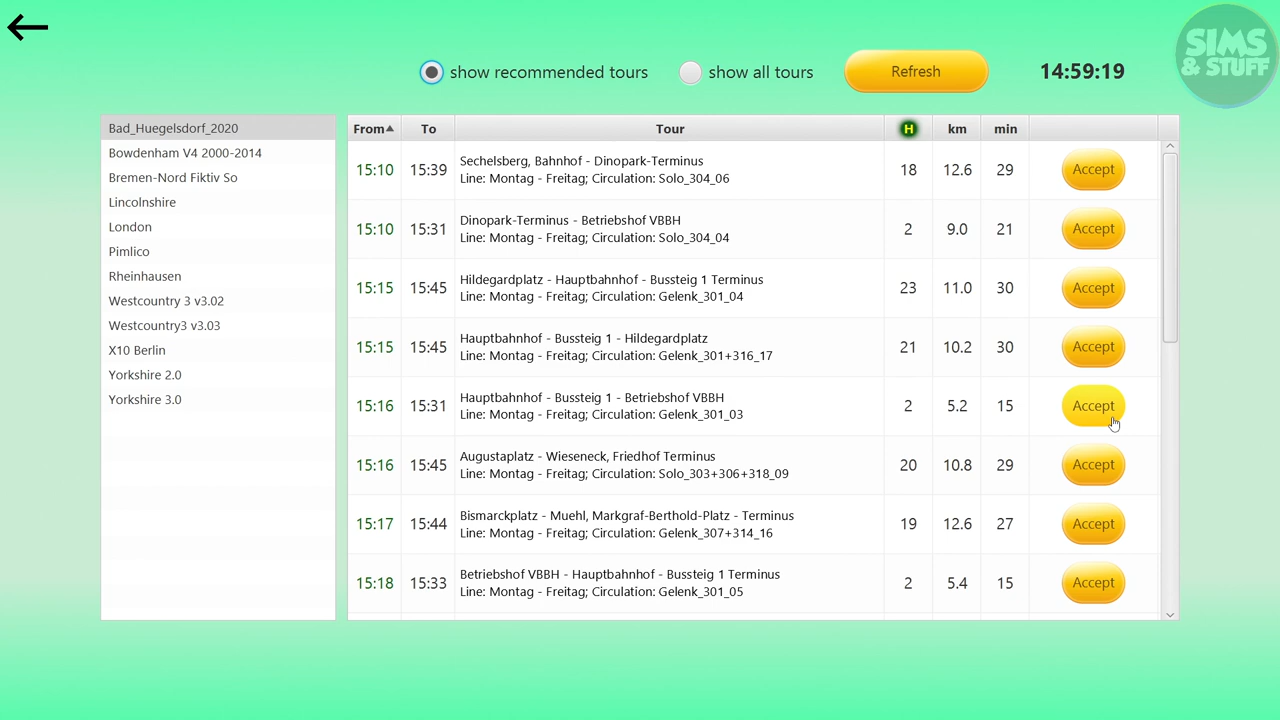 SIMS
& STUFF
show recommended tours
show all tours
Refresh
14:59:19
Bad_Huegelsdorf_2020
Bowdenham V4 2000-2014
Bremen-Nord Fiktiv So
Lincolnshire
London
Pimlico
Rheinhausen
Westcountry 3 v3.02
Westcountry3 v3.03
X10 Berlin
Yorkshire 2.0
Yorkshire 3.0
From To Tour H km min
15:10 15:39 Sechelsberg, Bahnhof - Dinopark-Terminus 18 12.6 29 Accept
Line: Montag - Freitag; Circulation: Solo_304_06
15:10 15:31 Dinopark-Terminus - Betriebshof VBBH 2 9.0 21 Accept
Line: Montag - Freitag; Circulation: Solo_304_04
15:15 15:45 Hildegardplatz - Hauptbahnhof - Bussteig 1 Terminus 23 11.0 30 Accept
Line: Montag - Freitag; Circulation: Gelenk_301_04
15:15 15:45 Hauptbahnhof - Bussteig 1 - Hildegardplatz 21 10.2 30 Accept
Line: Montag - Freitag; Circulation: Gelenk_301+316_17
15:16 15:31 Hauptbahnhof - Bussteig 1 - Betriebshof VBBH 2 5.2 15 Accept
Line: Montag - Freitag; Circulation: Gelenk_301_03
15:16 15:45 Augustaplatz - Wieseneck, Friedhof Terminus 20 10.8 29 Accept
Line: Montag - Freitag; Circulation: Solo_303+306+318_09
15:17 15:44 Bismarckplatz - Muehl, Markgraf-Berthold-Platz - Terminus 19 12.6 27 Accept
Line: Montag - Freitag; Circulation: Gelenk_307+314_16
15:18 15:33 Betriebshof VBBH - Hauptbahnhof - Bussteig 1 Terminus 2 5.4 15 Accept
Line: Montag - Freitag; Circulation: Gelenk_301_05